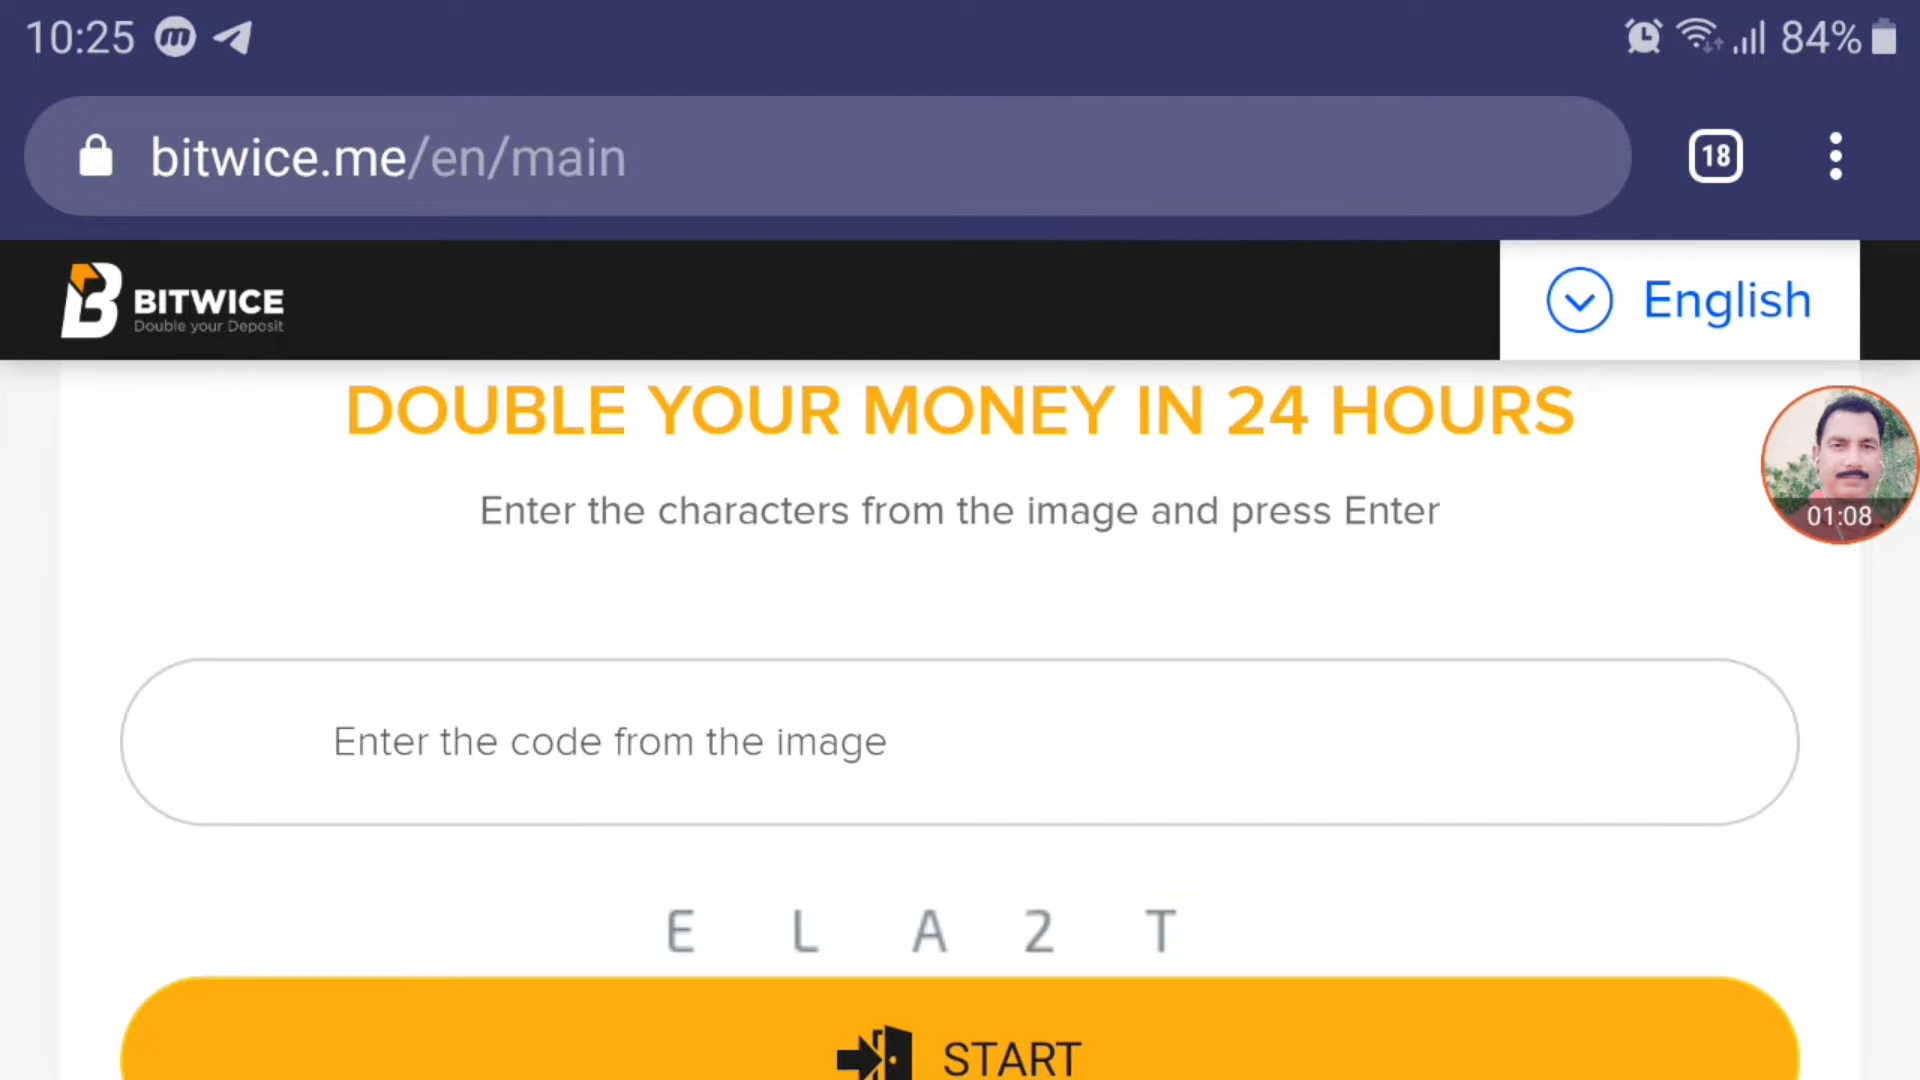 10:25 84%
bitwice.me/en/main 18
BITWICE
Double your Deposit
English
DOUBLE YOUR MONEY IN 24 HOURS
Enter the characters from the image and press Enter
01:08
Enter the code from the image
E L A 2 T
START